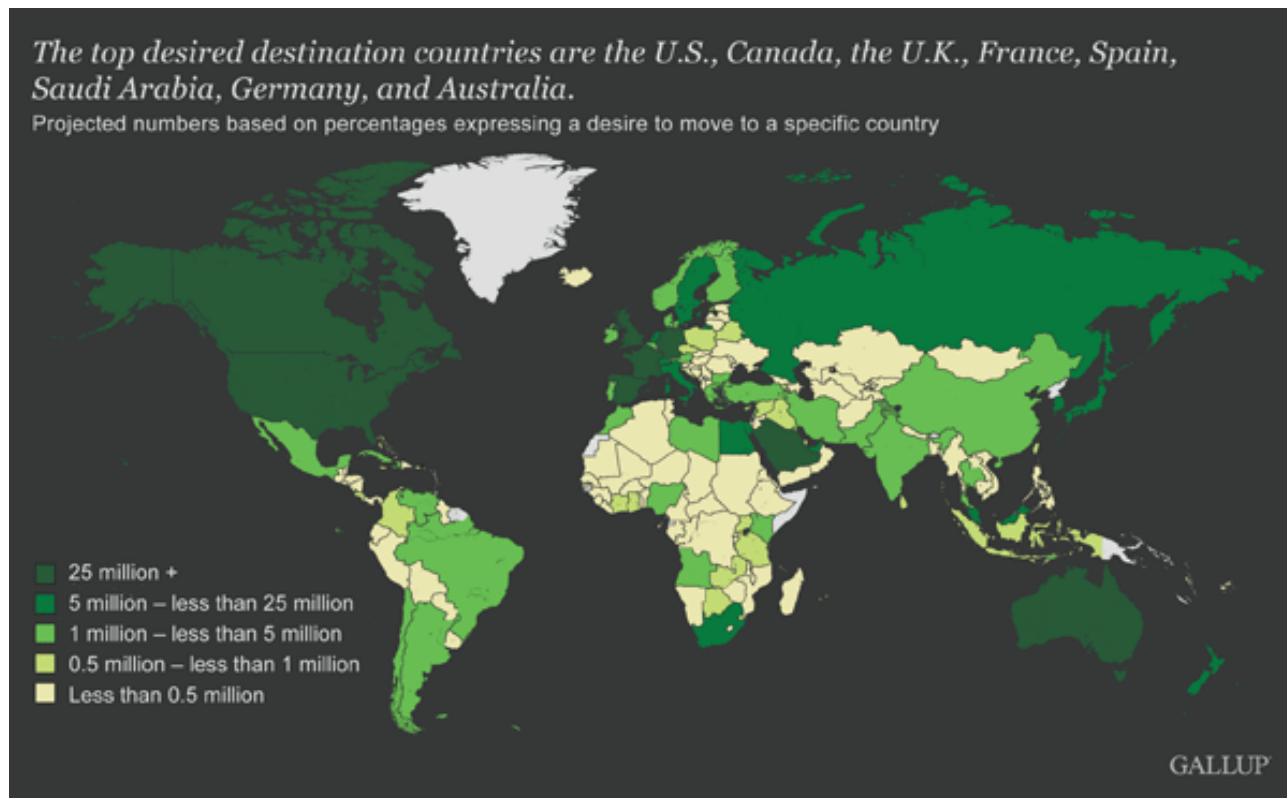 The top desired destination countries are the U.S., Canada, the U.K., France, Spain,
Saudi Arabia, Germany, and Australia.
Projected numbers based on percentages expressing a desire to move to a specific country
25 million +
5 million – less than 25 million
1 million – less than 5 million
0.5 million – less than 1 million
Less than 0.5 million
GALLUP